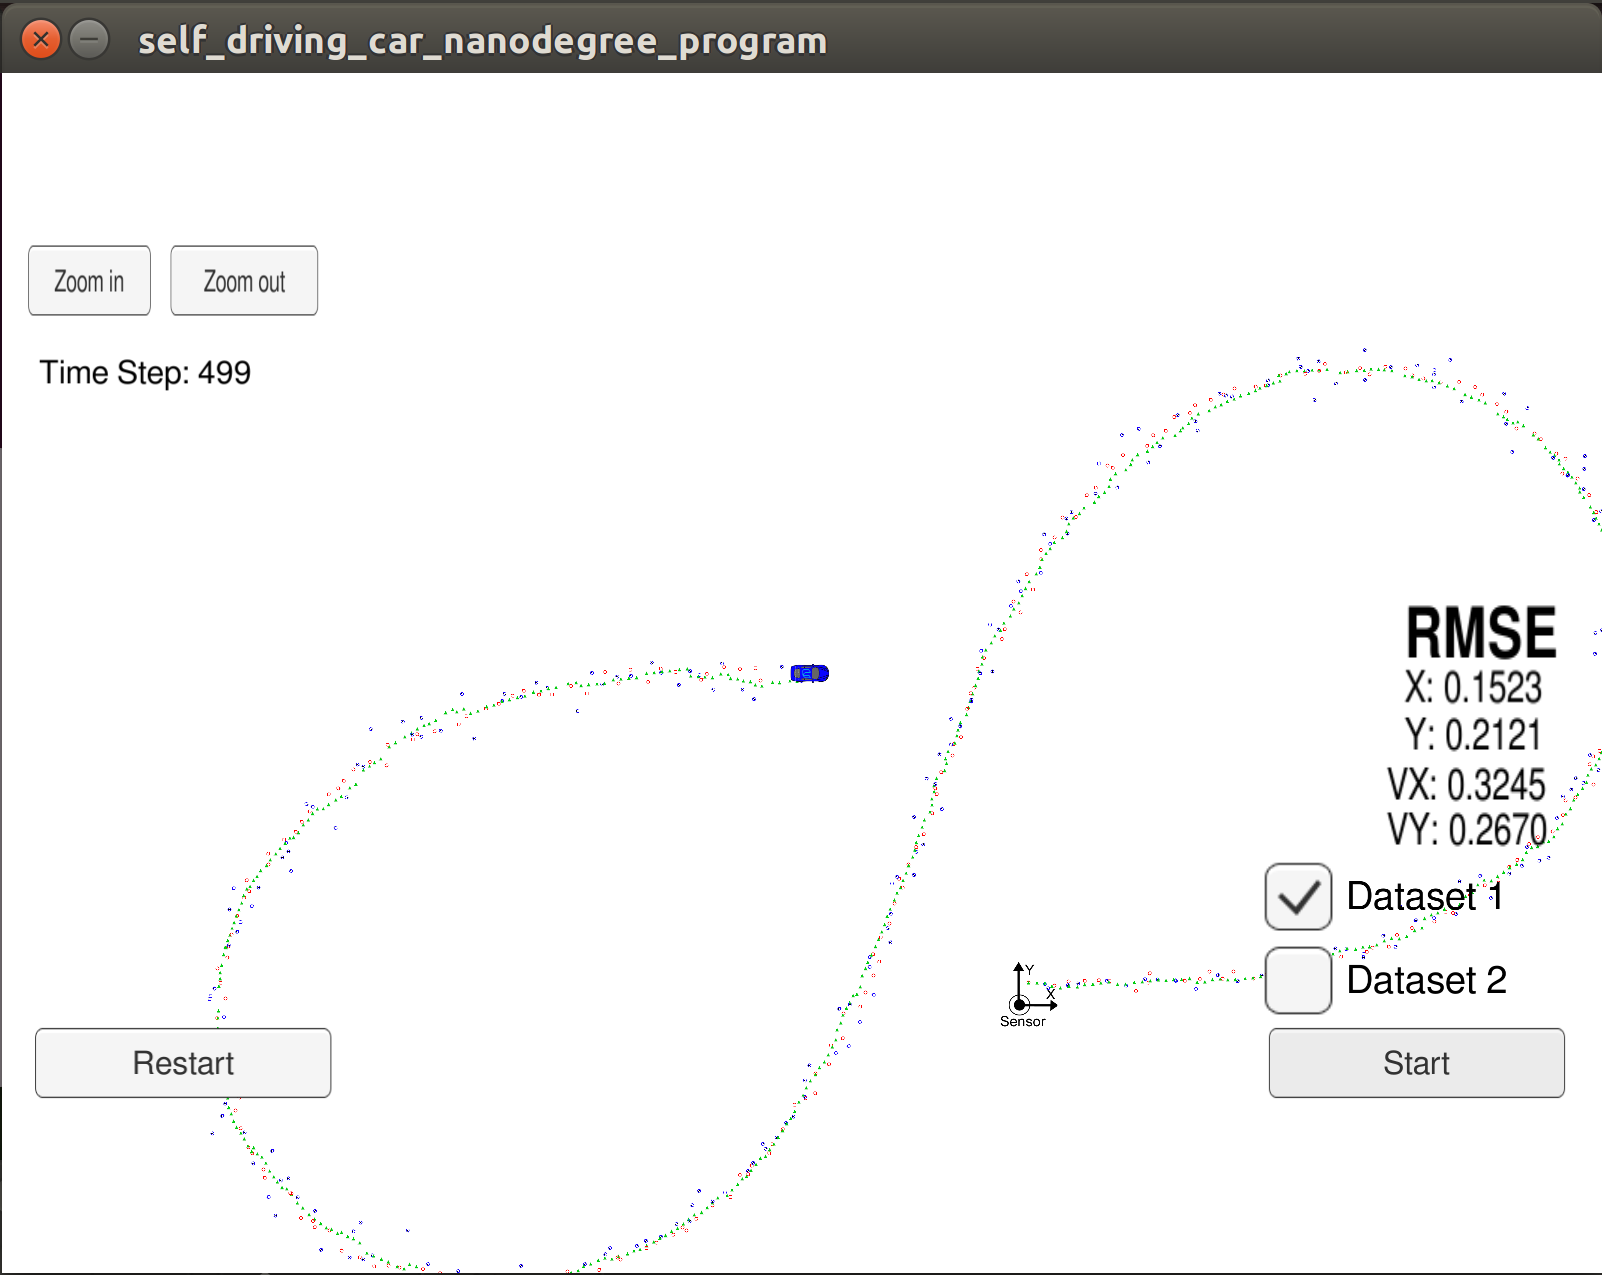 self_driving_car_nanodegree_program
Zoom in
Zoom out
Time Step: 499
RMSE
X: 0.1523
Y: 0.2121
VX: 0.3245
VY: 0.2670
Dataset 1
Y
X
Sensor
Dataset 2
Restart
Start